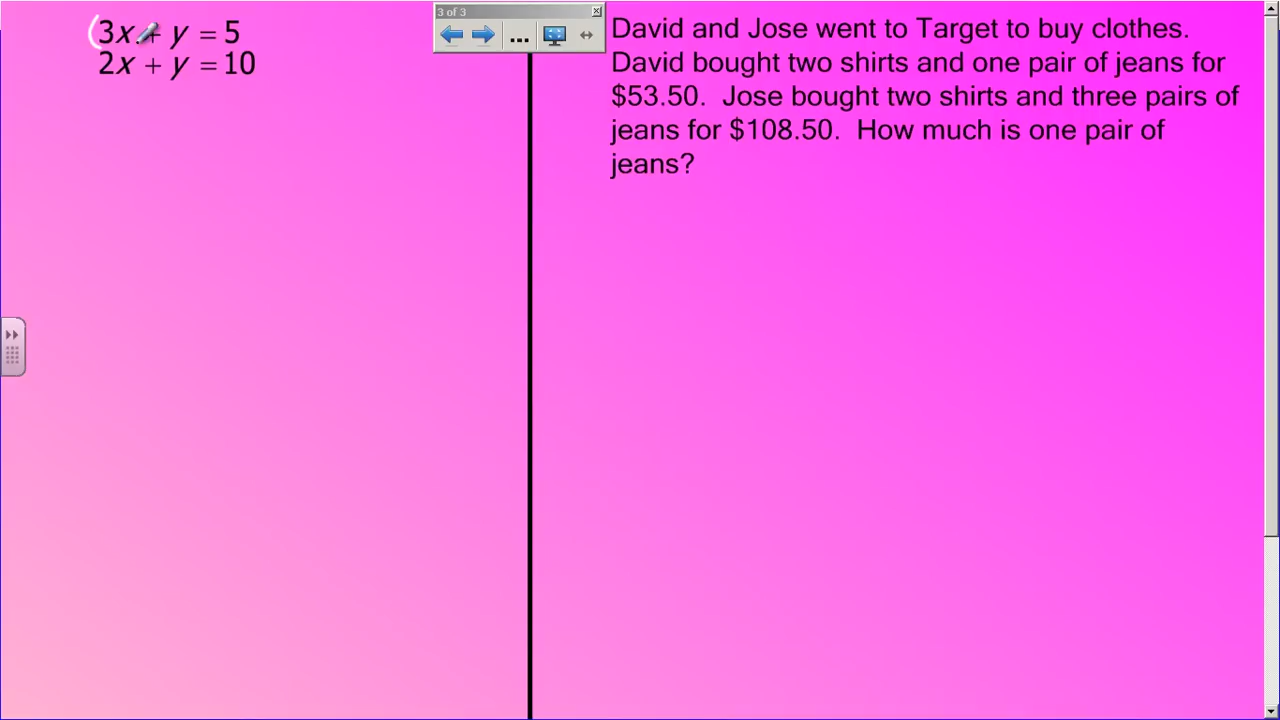 (3x + y = 5
2x + y = 10
3 of 3
...
David and Jose went to Target to buy clothes.
David bought two shirts and one pair of jeans for
$53.50. Jose bought two shirts and three pairs of
jeans for $108.50. How much is one pair of
jeans?